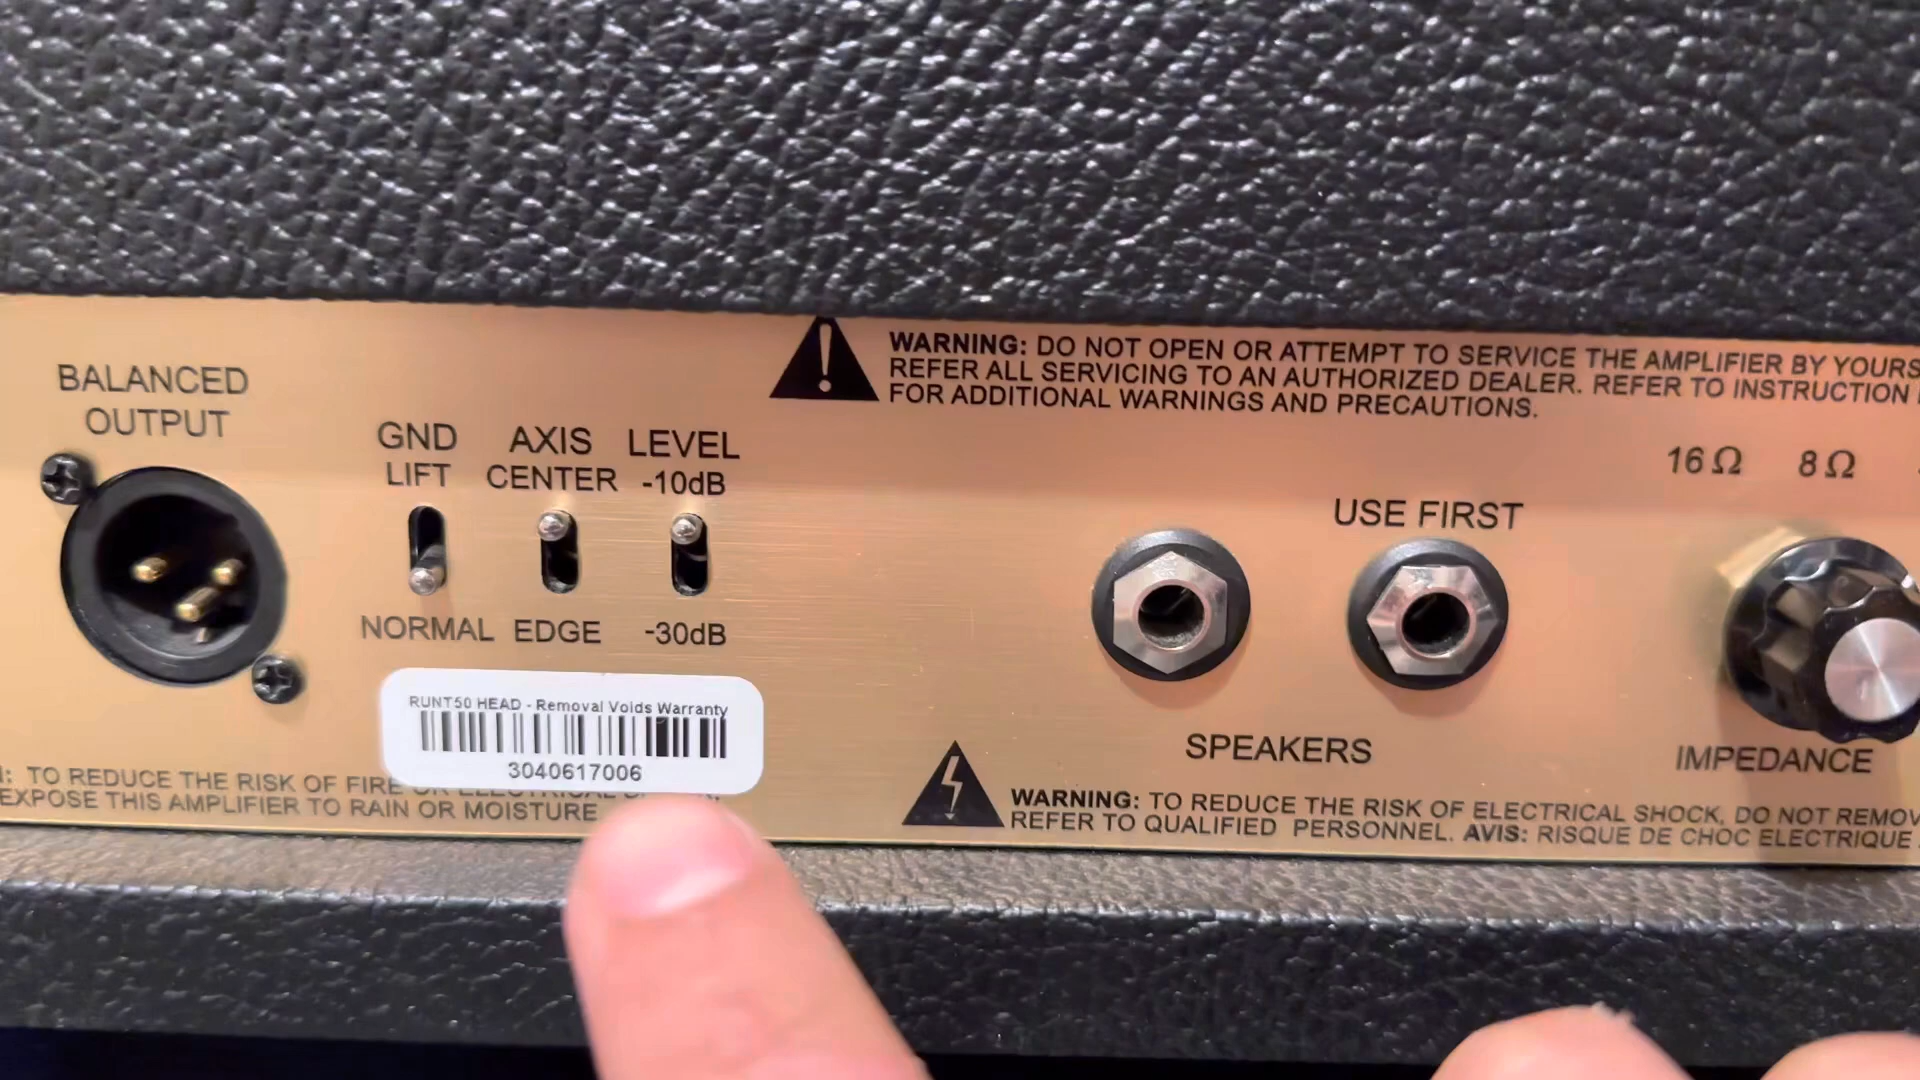 BALANCED
OUTPUT
GND
LIFT
NORMAL
AXIS
CENTER
EDGE
LEVEL
-10dB
-30dB
RUNT50 HEAD - Removal Voids Warranty
3040617006
TO REDUCE THE RISK OF FIRE OR ELECTRICAL
EXPOSE THIS AMPLIFIER TO RAIN OR MOISTURE
WARNING: DO NOT OPEN OR ATTEMPT TO SERVICE THE AMPLIFIER BY
REFER ALL SERVICING TO AN AUTHORIZED DEALER. REFER TO INSTRUCTION
FOR ADDITIONAL WARNINGS AND PRECAUTIONS.
USE FIRST
SPEAKERS
16Ω 8Ω
IMPEDANCE
WARNING: TO REDUCE THE RISK OF ELECTRICAL SHOCK, DO NOT
REFER TO QUALIFIED PERSONNEL. AVIS: RISQUE DE CHOC ELECTRIQUE